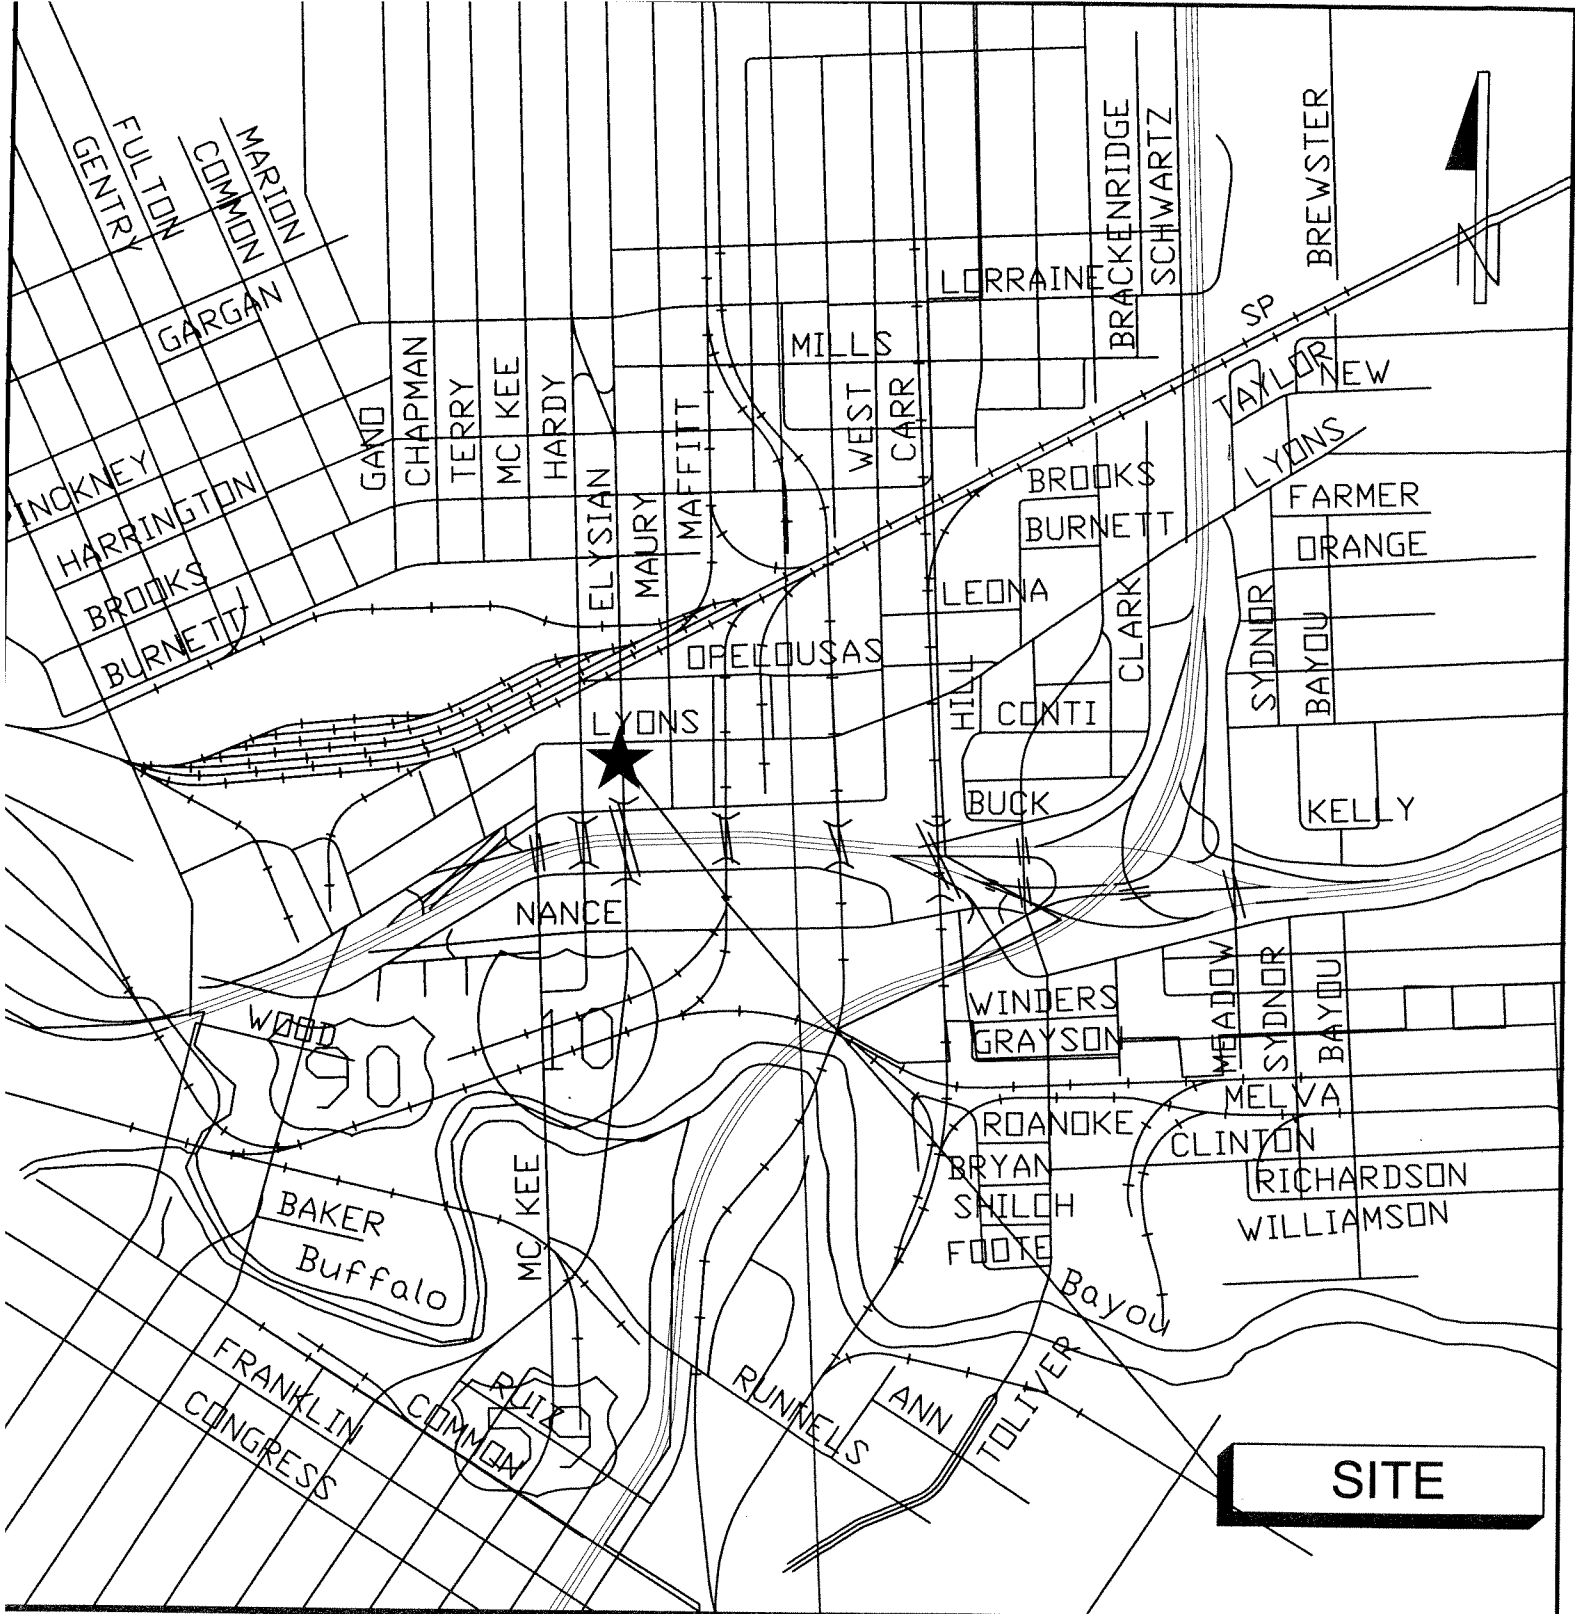 FULTON
GENTRY
MARION
COMMON
GARGAN
BRACKENRIDGE
SCHWARTZ
BREWSTER
LORRAINE
SP
MILLS
TAYLOR
NEW
GANO
CHAPMAN
TERRY
MC KEE
HARDY
ELYSIAN
MAURY
MAFFITT
WEST
CARR
LYONS
PINCKNEY
HARRINGTON
BROOKS
BURNETT
BROOKS
BURNETT
FARMER
ORANGE
LEONA
CLARK
SYDNOR
BAYOU
OPELOUSAS
LYONS
HILL
CONTI
BUCK
KELLY
NANCE
WOOD
10
WINDERS
GRAYSON
MEADOW
SYDNOR
BAYOU
MELVA
ROANOKE
CLINTON
BRYAN
RICHARDSON
SHILOH
WILLIAMSON
FOOTE
MC KEE
BAKER
Buffalo
Bayou
FRANKLIN
CONGRESS
COMMON
RUIZ
RUNNELS
ANN
TOLIVER
SITE